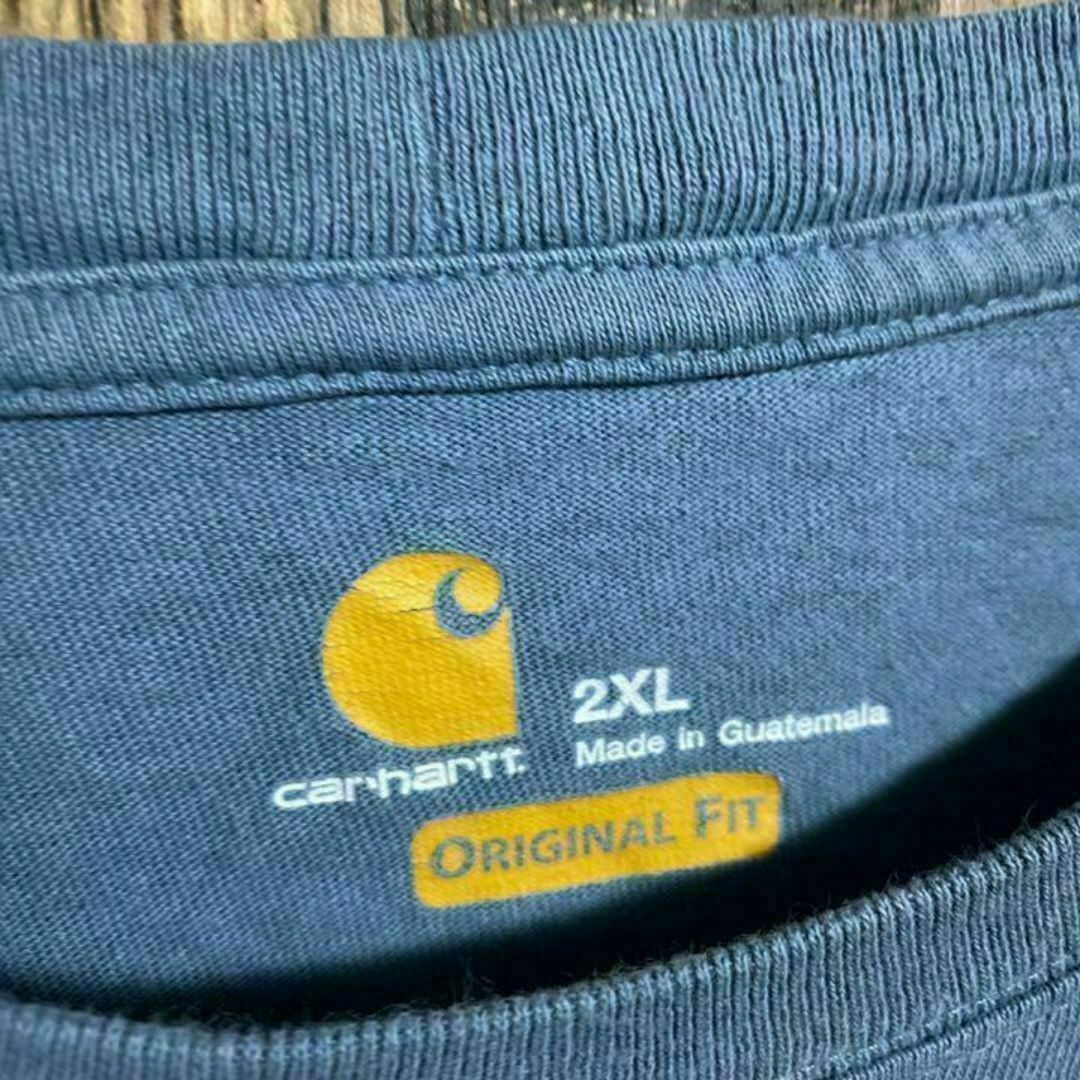 carhartt
2XL
Made in Guatemala
ORIGINAL FIT